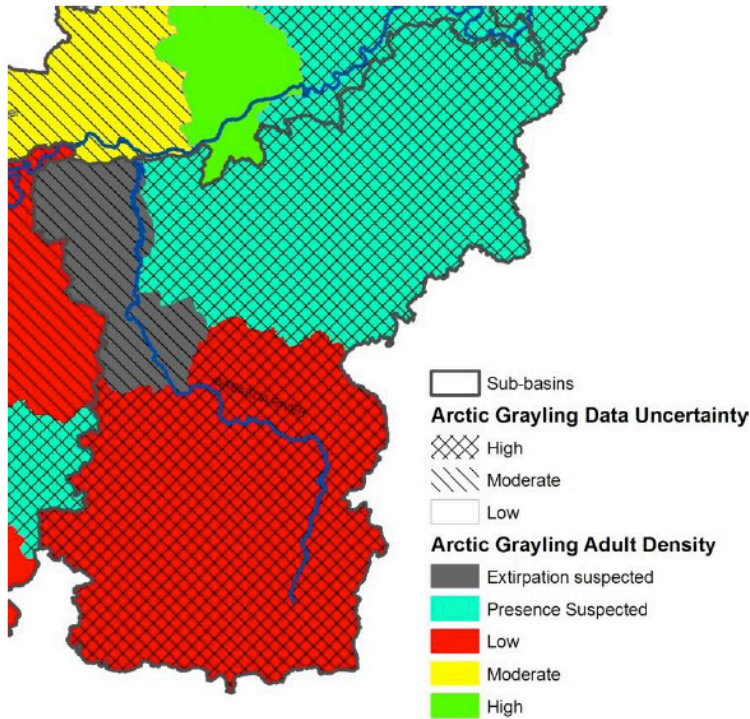 Sub-basins
Arctic Grayling Data Uncertainty
High
Moderate
Low
Arctic Grayling Adult Density
Extirpation suspected
Presence Suspected
Low
Moderate
High